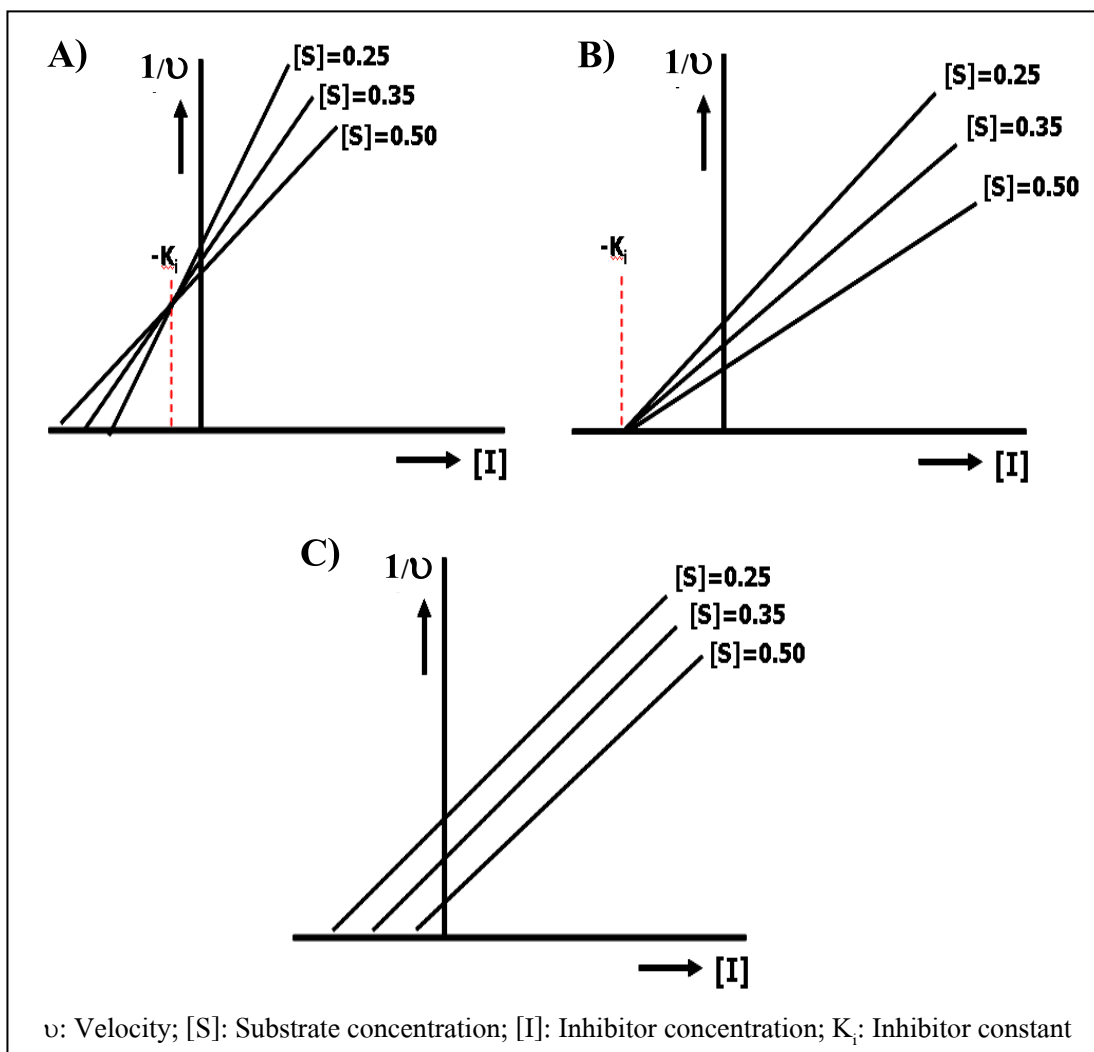 A)
1/υ
[S]=0.25
[S]=0.35
[S]=0.50
-Ki
[I]
B)
1/υ
[S]=0.25
[S]=0.35
[S]=0.50
-Ki
[I]
C)
1/υ
[S]=0.25
[S]=0.35
[S]=0.50
[I]
υ: Velocity; [S]: Substrate concentration; [I]: Inhibitor concentration; Ki: Inhibitor constant